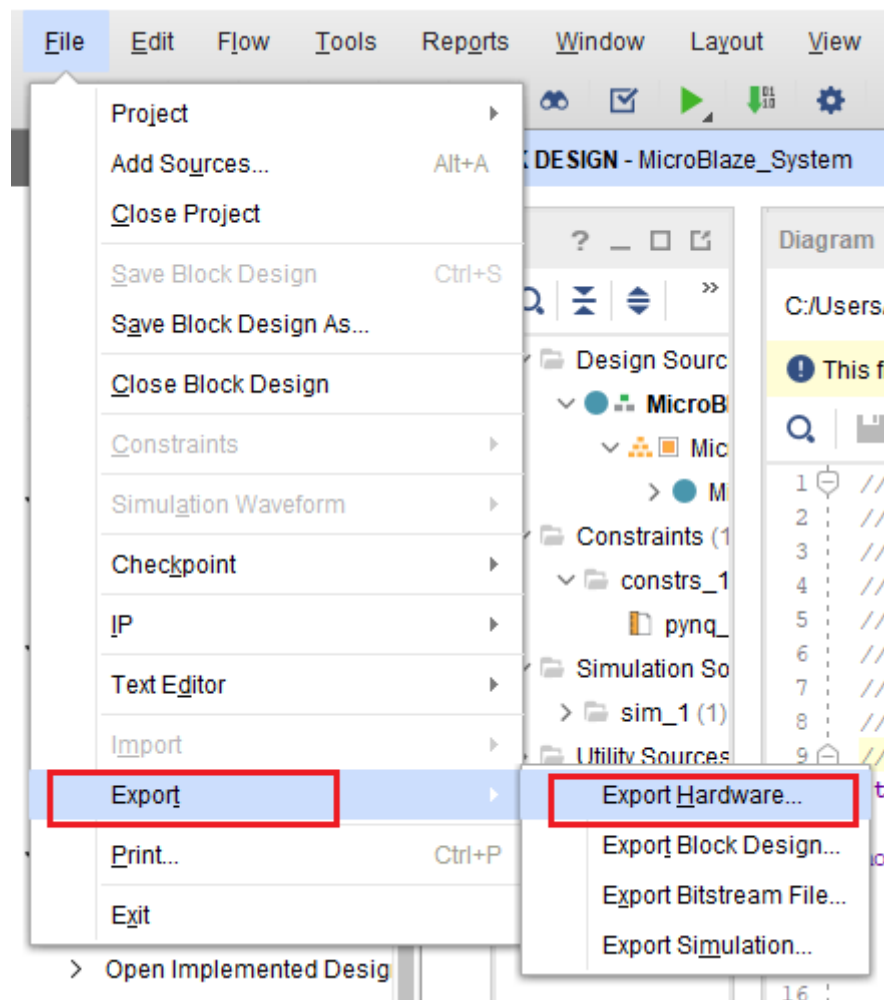 File Edit Flow Tools Reports Window Layout View
Project
Add Sources... Alt+A
Close Project
Save Block Design Ctrl+S
Save Block Design As...
Close Block Design
Constraints
Simulation Waveform
Checkpoint
IP
Text Editor
Import
Export
Print... Ctrl+P
Exit
Export Hardware...
Export Block Design...
Export Bitstream File...
Export Simulation...
Open Implemented Desig
DESIGN - MicroBlaze_System
?
Design Sourc
MicroB
Mic
M
Constraints (1
constrs_1
pynq_
Simulation So
sim_1 (1)
Utility Sources
Diagram
C:/Users/
This f
1 //
2 //
3 //
4 //
5 //
6 //
7 //
8 //
9 //
t
16